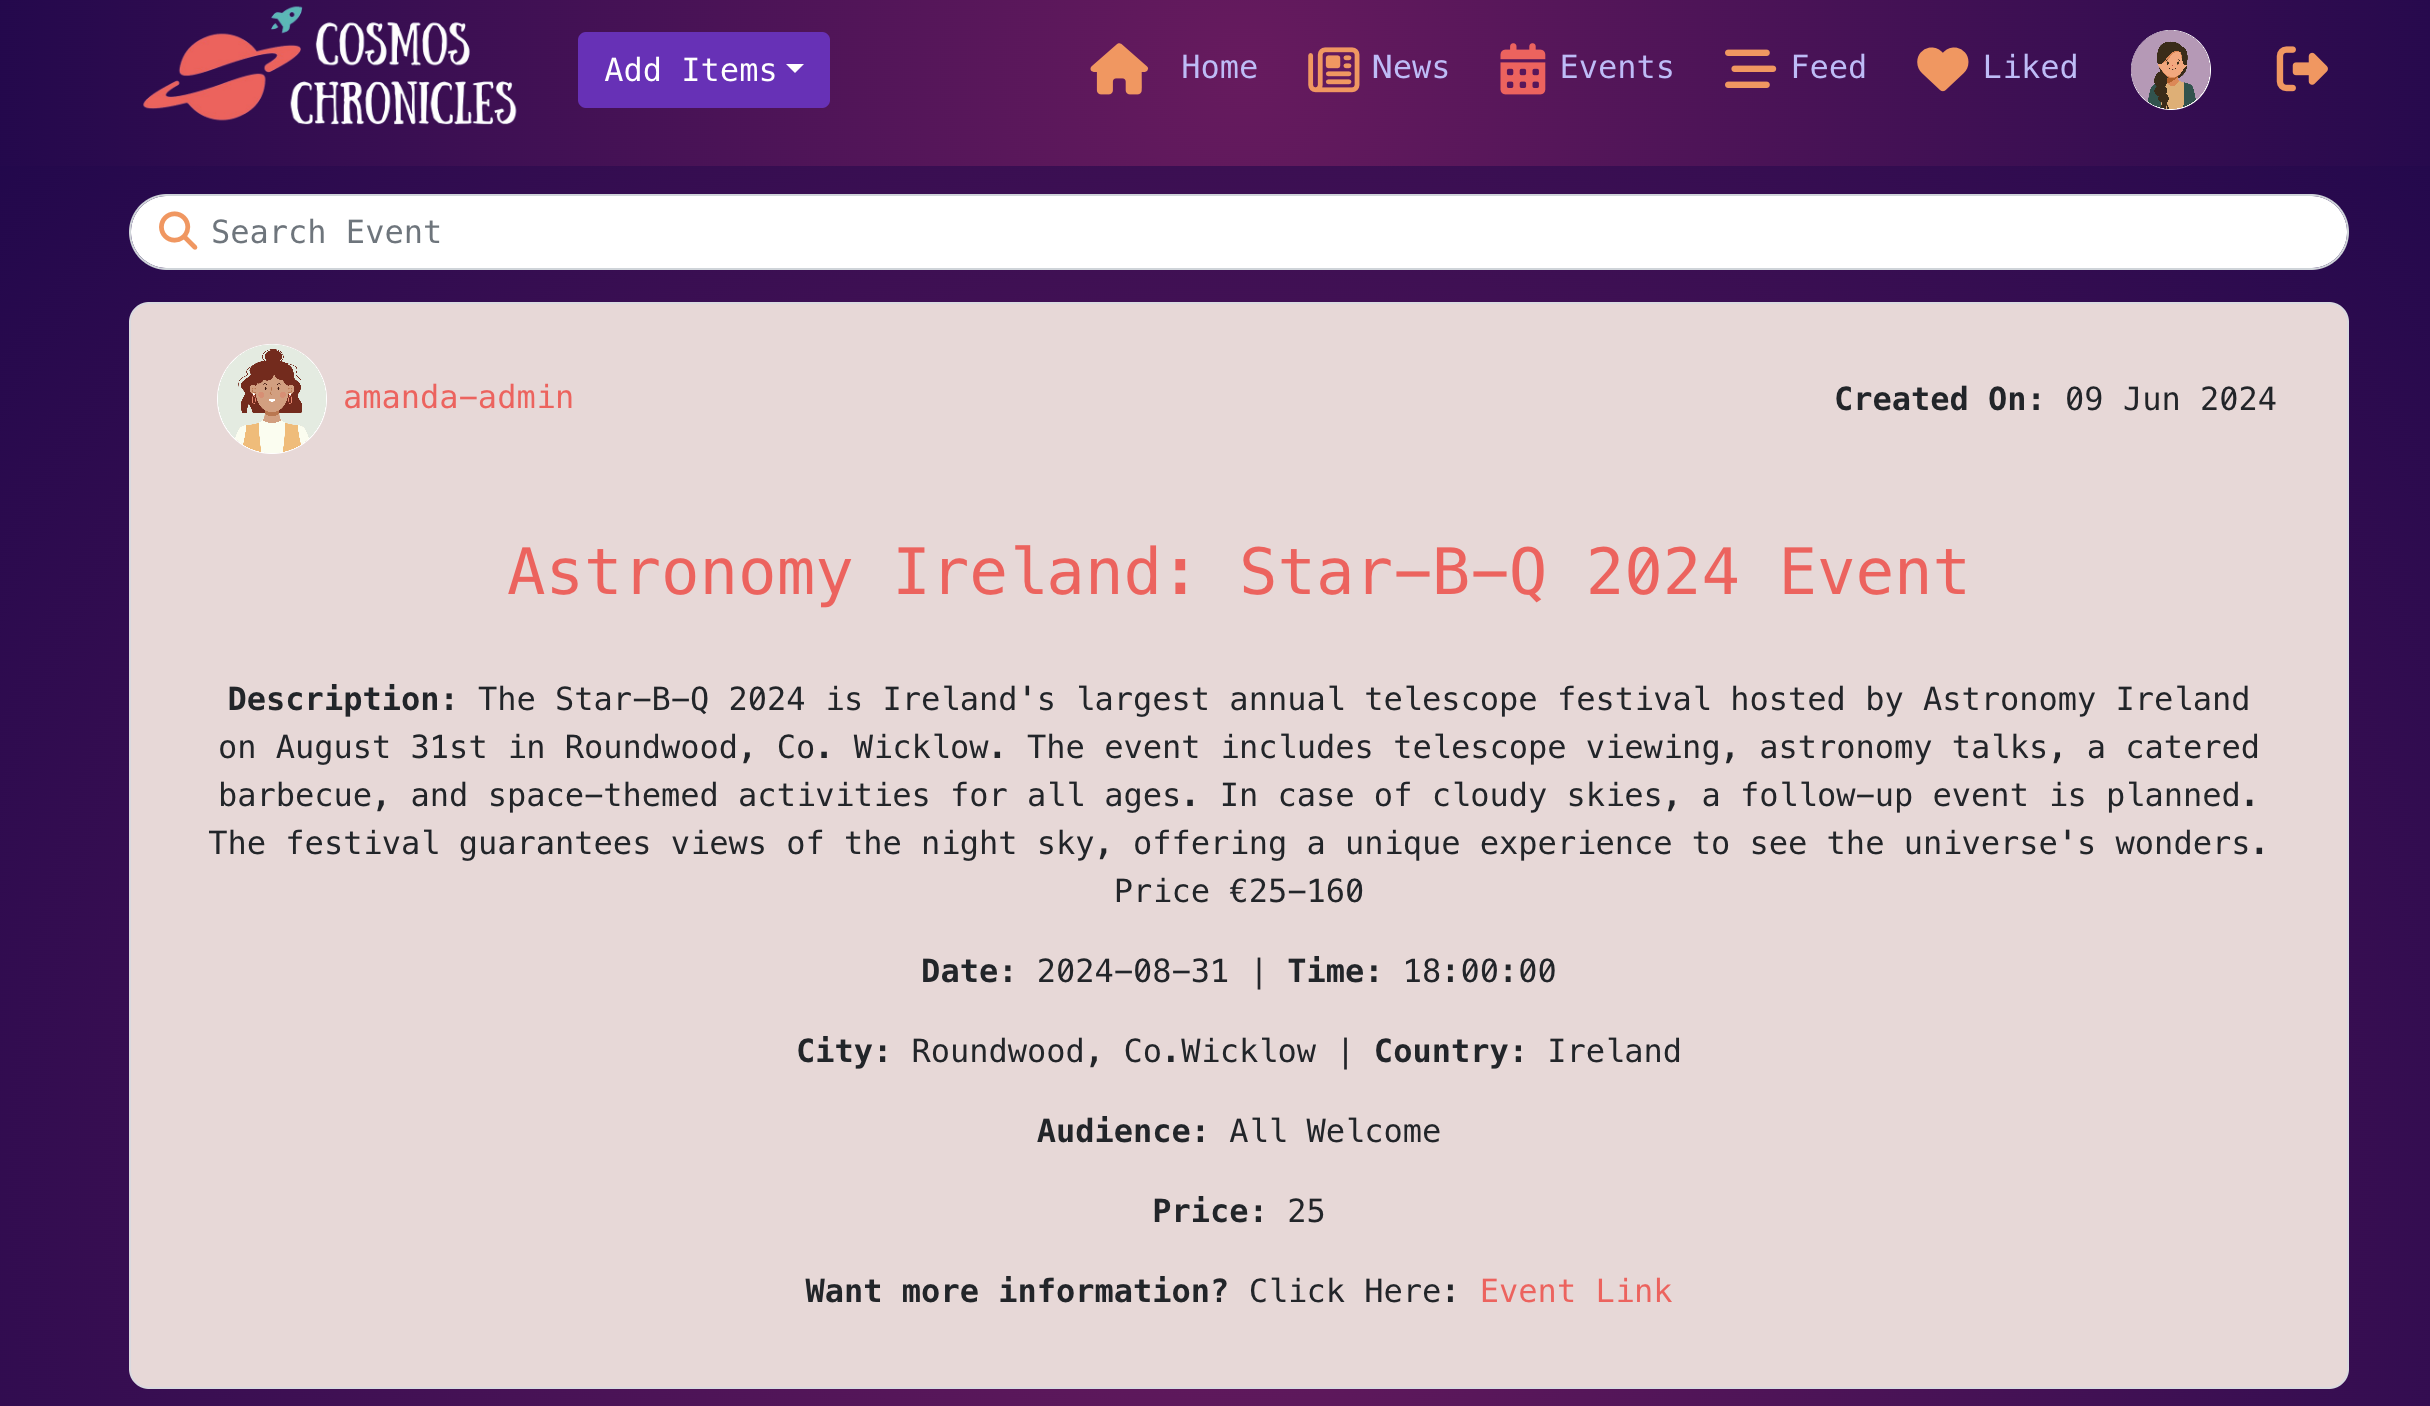 COSMOS
CHRONICLES
Add Items
Home
News
Events
Feed
Liked
Search Event
amanda-admin
Created On: 09 Jun 2024
Astronomy Ireland: Star-B-Q 2024 Event
Description: The Star-B-Q 2024 is Ireland's largest annual telescope festival hosted by Astronomy Ireland
on August 31st in Roundwood, Co. Wicklow. The event includes telescope viewing, astronomy talks, a catered
barbecue, and space-themed activities for all ages. In case of cloudy skies, a follow-up event is planned.
The festival guarantees views of the night sky, offering a unique experience to see the universe's wonders.
Price €25-160
Date: 2024-08-31 | Time: 18:00:00
City: Roundwood, Co.Wicklow | Country: Ireland
Audience: All Welcome
Price: 25
Want more information? Click Here: Event Link